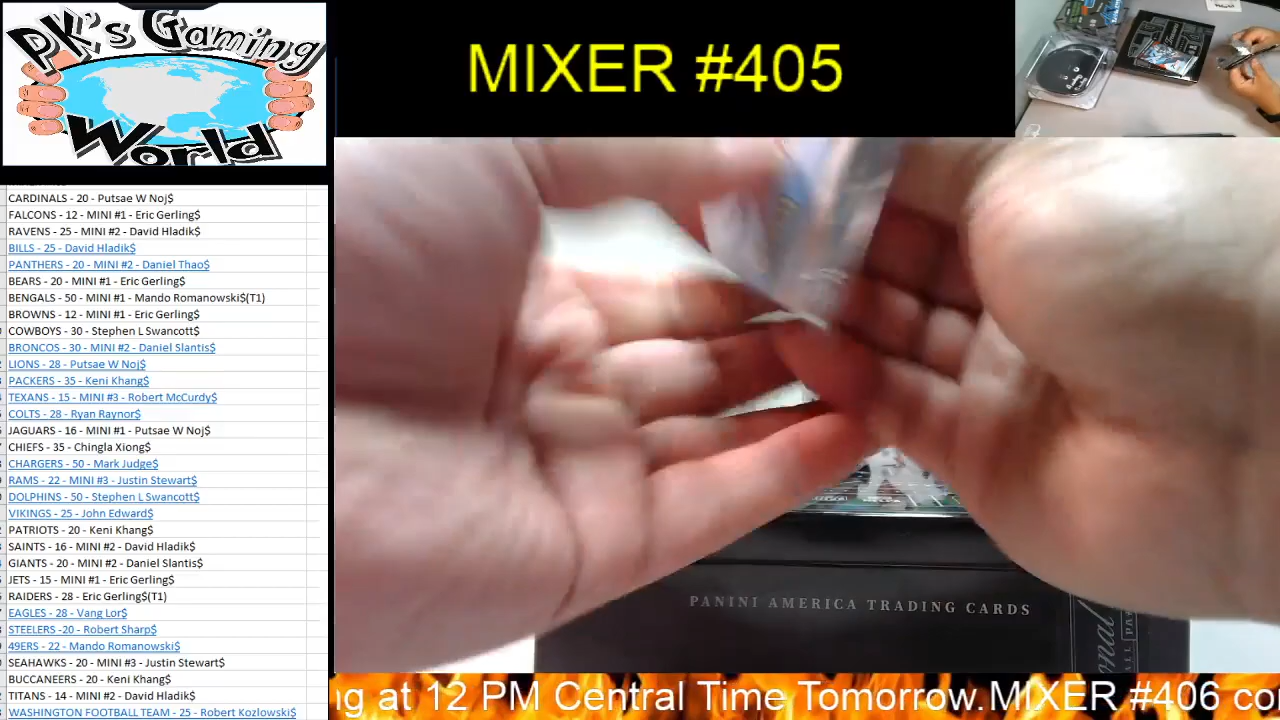 PK's Gaming
World
MIXER #405
CARDINALS - 20 - Putsae W Noj$
FALCONS - 12 - MINI #1 - Eric Gerling$
RAVENS - 25 - MINI #2 - David Hladik$
BILLS - 25 - David Hladik$
PANTHERS - 20 - MINI #2 - Daniel Thao$
BEARS - 20 - MINI #1 - Eric Gerling$
BENGALS - 50 - MINI #1 - Mando Romanowski$(T1)
BROWNS - 12 - MINI #1 - Eric Gerling$
COWBOYS - 30 - Stephen L Swancott$
BRONCOS - 30 - MINI #2 - Daniel Slantis$
LIONS - 28 - Putsae W Noj$
PACKERS - 35 - Keni Khang$
TEXANS - 15 - MINI #3 - Robert McCurdy$
COLTS - 28 - Ryan Raynor$
JAGUARS - 16 - MINI #1 - Putsae W Noj$
CHIEFS - 35 - Chingla Xiong$
CHARGERS - 50 - Mark Judge$
RAMS - 22 - MINI #3 - Justin Stewart$
DOLPHINS - 50 - Stephen L Swancott$
VIKINGS - 25 - John Edward$
PATRIOTS - 20 - Keni Khang$
SAINTS - 16 - MINI #2 - David Hladik$
GIANTS - 20 - MINI #2 - Daniel Slantis$
JETS - 15 - MINI #1 - Eric Gerling$
RAIDERS - 28 - Eric Gerling$(T1)
EAGLES - 28 - Vang Lor$
STEELERS -20 - Robert Sharp$
49ERS - 22 - Mando Romanowski$
SEAHAWKS - 20 - MINI #3 - Justin Stewart$
BUCCANEERS - 20 - Keni Khang$
TITANS - 14 - MINI #2 - David Hladik$
WASHINGTON FOOTBALL TEAM - 25 - Robert Kozlowski$
PANINI AMERICA TRADING CARDS
ng at 12 PM Central Time Tomorrow.MIXER #406 co